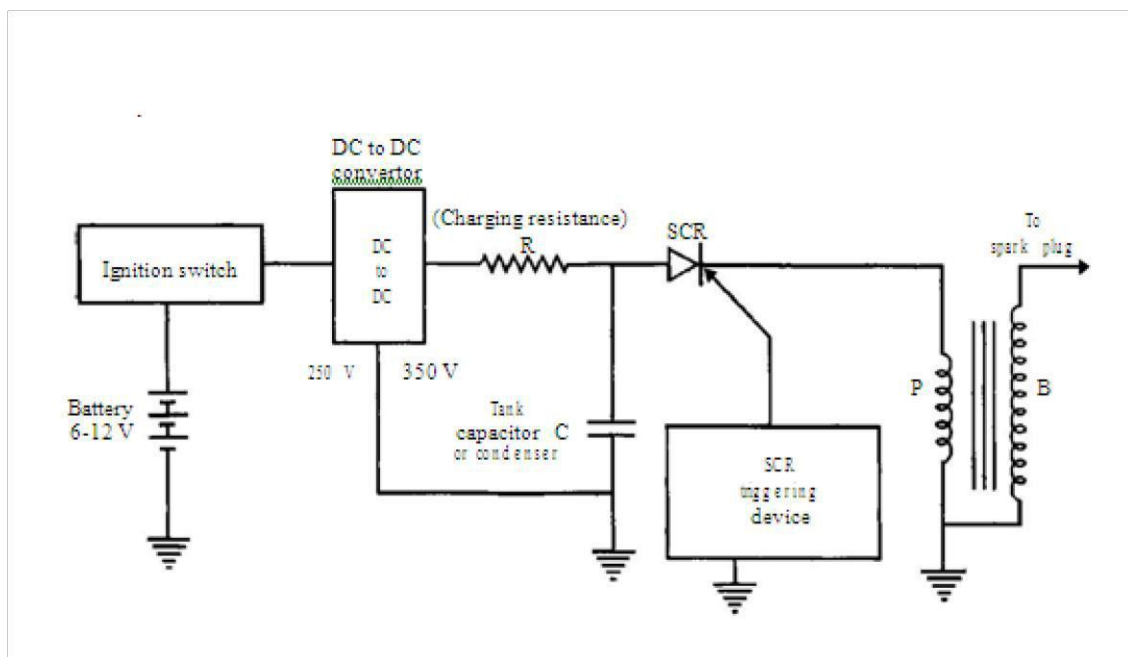 DC to DC
convertor
(Charging resistance)
R
SCR
To
spark plug
Ignition switch
DC
to
DC
250 V
350 V
Battery
6-12 V
Tank
capacitor C
or condenser
P
B
SCR
triggering
device